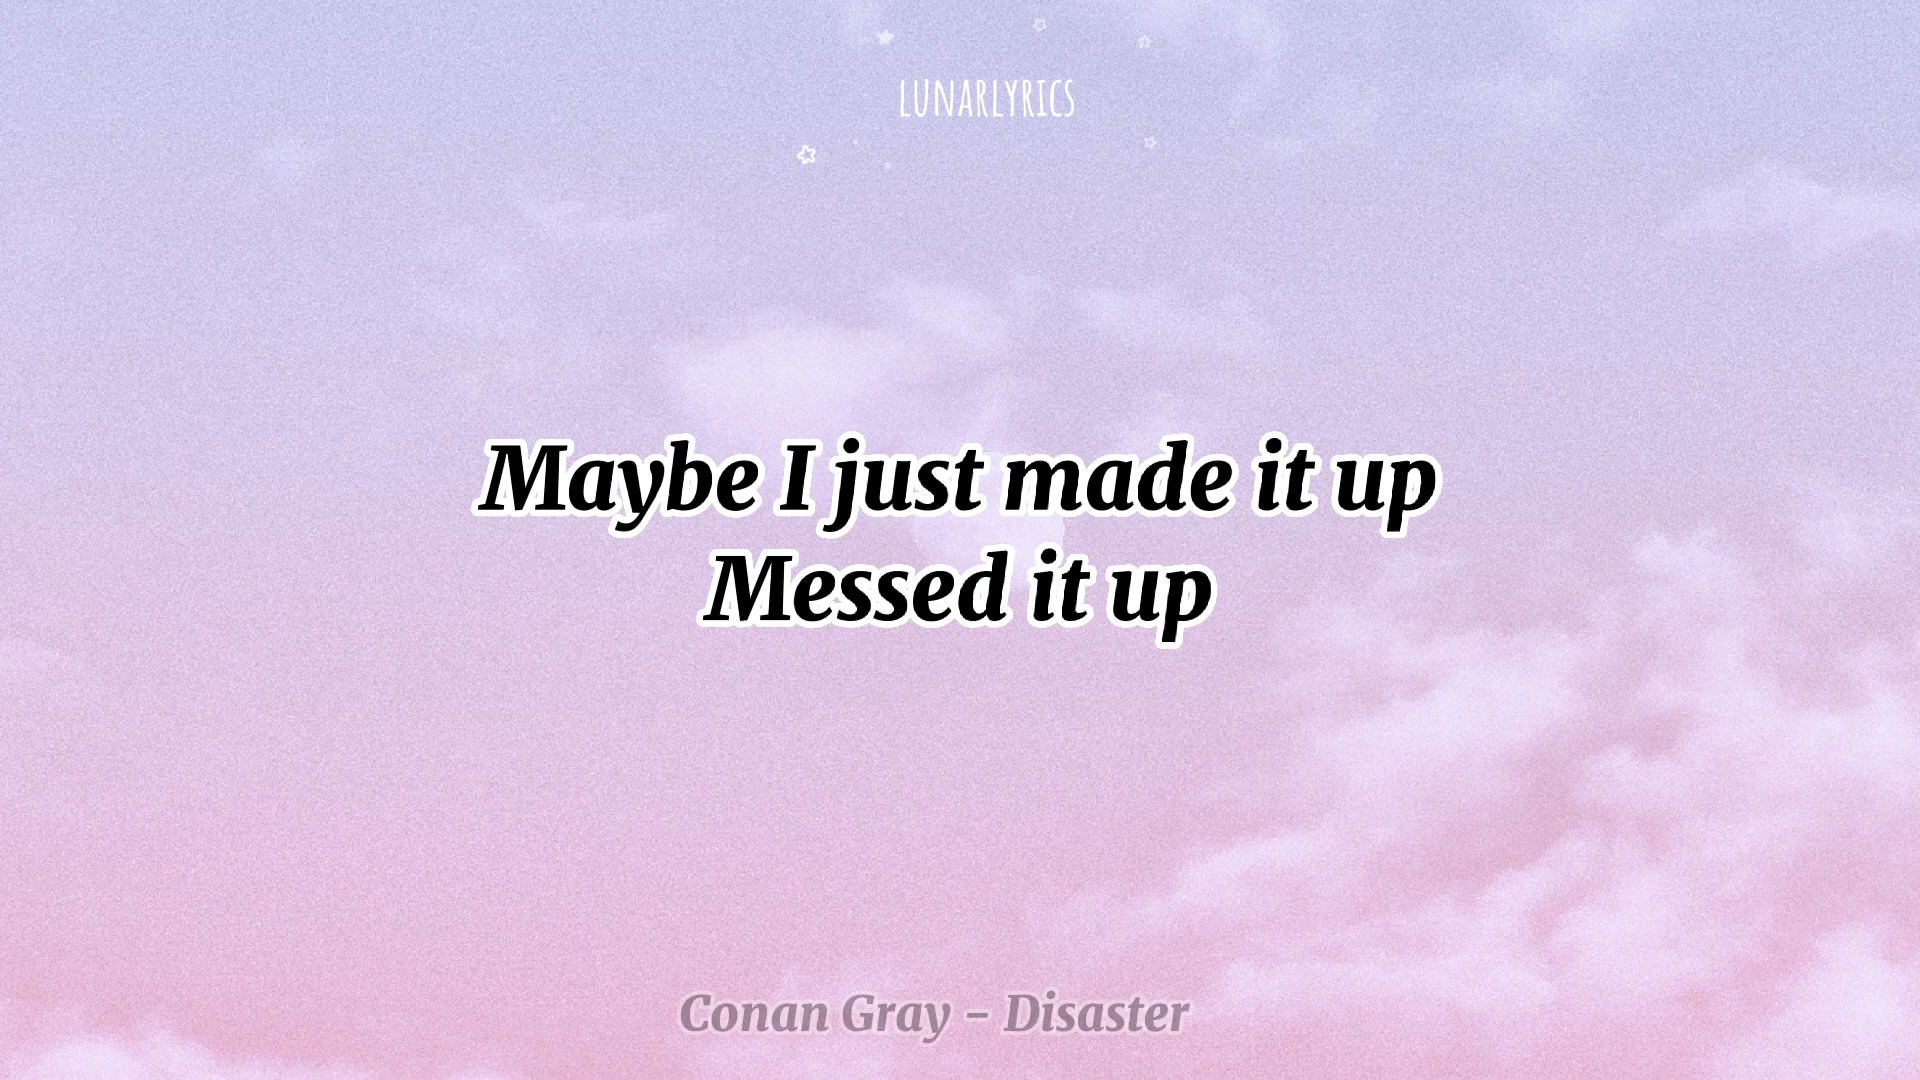 LUNARLYRICS
Maybe I just made it up
Messed it up
Conan Gray - Disaster